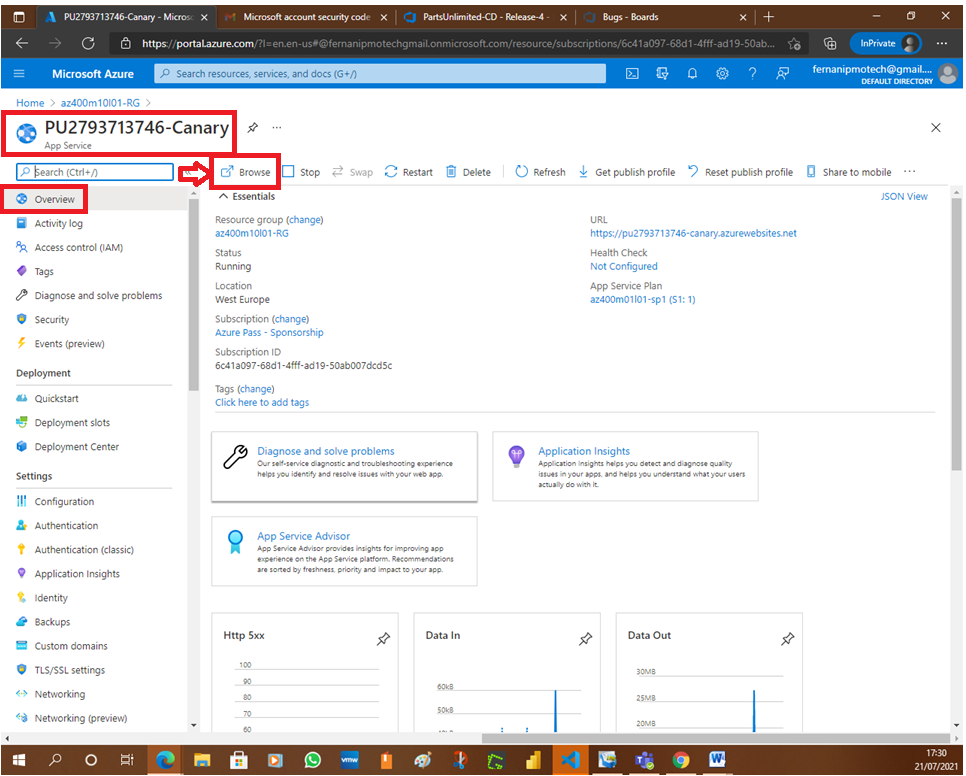 PU2793713746-Canary - Microso
Microsoft account security code
PartsUnlimited-CD - Release-4 -
Bugs - Boards
https://portal.azure.com/?l=en.en-us#@fernanipmotechgmail.onmicrosoft.com/resource/subscriptions/6c41a097-68d1-4fff-ad19-50ab...
InPrivate
Microsoft Azure
Search resources, services, and docs (G+/)
fernanipmotech@gmail....
DEFAULT DIRECTORY
Home > az400m10l01-RG >
PU2793713746-Canary
App Service
Search (Ctrl+/)
«
Browse
Stop
Swap
Restart
Delete
Refresh
Get publish profile
Reset publish profile
Share to mobile
Overview
Activity log
Access control (IAM)
Tags
Diagnose and solve problems
Security
Events (preview)
Deployment
Quickstart
Deployment slots
Deployment Center
Settings
Configuration
Authentication
Authentication (classic)
Application Insights
Identity
Backups
Custom domains
TLS/SSL settings
Networking
Networking (preview)
Essentials
JSON View
Resource group (change)
az400m10l01-RG
Status
Running
Location
West Europe
Subscription (change)
Azure Pass - Sponsorship
Subscription ID
6c41a097-68d1-4fff-ad19-50ab007dcd5c
Tags (change)
Click here to add tags
URL
https://pu2793713746-canary.azurewebsites.net
Health Check
Not Configured
App Service Plan
az400m01l01-sp1 (S1: 1)
Diagnose and solve problems
Our self-service diagnostic and troubleshooting experience
helps you identify and resolve issues with your web app.
Application Insights
Application Insights helps you detect and diagnose quality
issues in your apps, and helps you understand what your users
actually do with it.
App Service Advisor
App Service Advisor provides insights for improving app
experience on the App Service platform. Recommendations
are sorted by freshness, priority and impact to your app.
Http 5xx
100
90
80
70
60
Data In
60kB
50kB
Data Out
30MB
25MB
20MB
vmw
17:30
21/07/2021